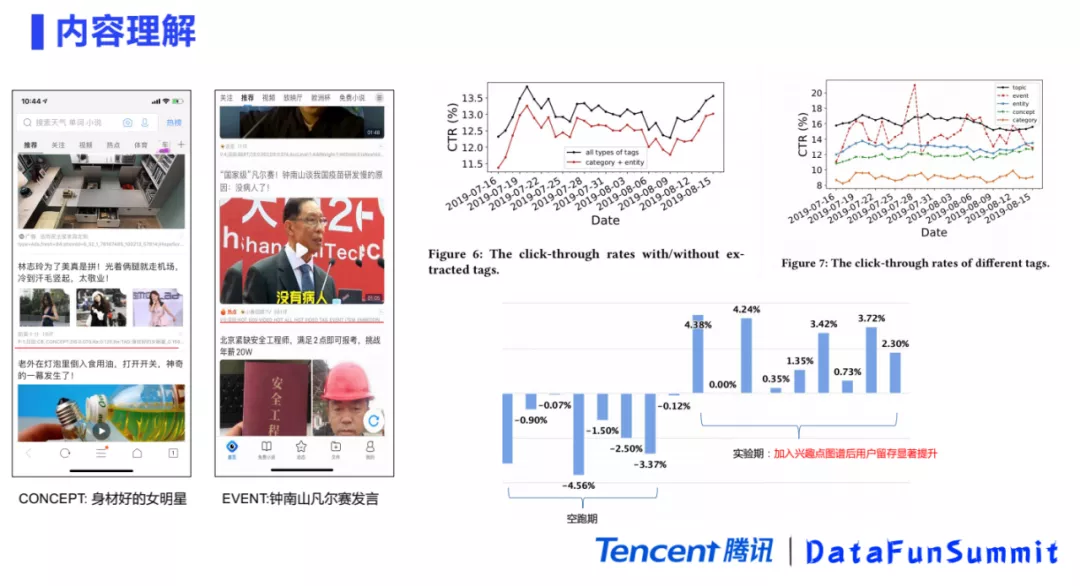 内容理解
10:44
搜索天气 单词 小说
热榜
推荐 关注 视频 热点 体育
林志玲为了美真是拼！光着俩腿就走机场，
冷到汗毛竖起，太敬业！
老外在灯泡里倒入食用油，打开开关，神奇
的一幕发生了！
1
CONCEPT: 身材好的女明星
关注 推荐 视频 放映厅 欧洲杯 免费小说
01:48
“国家级”凡尔赛！钟南山谈我国疫苗研发慢的原
因：没病人了！
没有病人
01:05
热点
北京紧缺安全工程师，满足2点即可报考，挑战
年薪20W
安全工程
EVENT:钟南山凡尔赛发言
CTR (%)
13.5
13.0
12.5
12.0
11.5
all types of tags
category + entity
2019-07-16
2019-07-19
2019-07-22
2019-07-25
2019-07-28
2019-07-31
2019-08-03
2019-08-06
2019-08-09
2019-08-12
2019-08-15
Date
Figure 6: The click-through rates with/without ex-
tracted tags.
CTR (%)
20
18
16
14
12
10
8
topic
event
entity
concept
category
2019-07-16
2019-07-19
2019-07-22
2019-07-25
2019-07-28
2019-07-31
2019-08-03
2019-08-06
2019-08-09
2019-08-12
2019-08-15
Date
Figure 7: The click-through rates of different tags.
−0.90%
−0.07%
−4.56%
−1.50%
−2.50%
−3.37%
−0.12%
4.38%
0.00%
4.24%
0.35%
1.35%
3.42%
0.73%
3.72%
2.30%
空跑期
实验期：加入兴趣点图谱后用户留存显著提升
Tencent 腾讯 | DataFunSummit